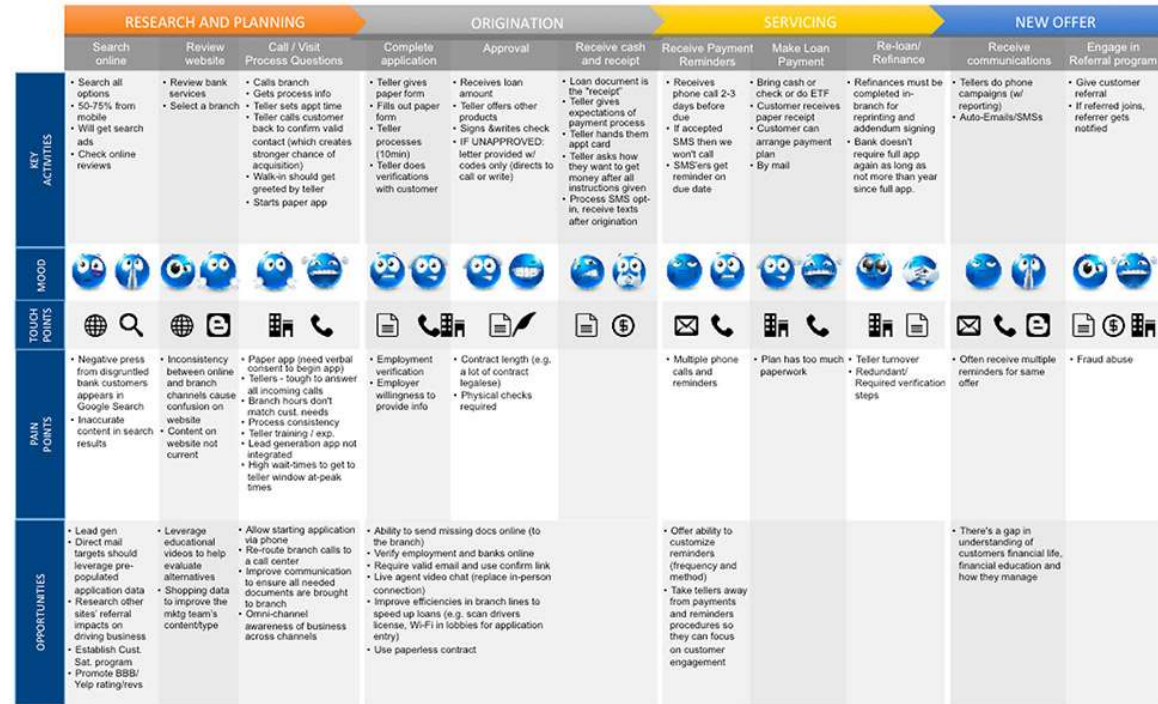 RESEARCH AND PLANNING
ORIGINATION
SERVICING
NEW OFFER
Search
online
Review
website
Call / Visit
Process Questions
Complete
application
Approval
Receive cash
and receipt
Receive Payment
Reminders
Make Loan
Payment
Re-loan/
Refinance
Receive
communications
Engage in
Referral program
KEY
ACTIVITIES
• Search all
options
• 50-75% from
mobile
• Will get search
ads
• Check online
reviews
• Review bank
services
• Select a branch
• Calls branch
• Gets process info
• Teller sets appt time
• Teller calls customer
back to confirm valid
contact (which creates
stronger chance of
acquisition)
• Walk-in should get
greeted by teller
• Starts paper app
• Teller gives
paper form
• Fills out paper
form
• Teller
processes
(10min)
• Teller does
verifications
with customer
• Receives loan
amount
• Teller offers other
products
• Signs &writes check
• IF UNAPPROVED:
letter provided w/
codes only (directs to
call or write)
• Loan document is
the "receipt"
• Teller gives
expectations of
payment process
• Teller hands them
appt card
• Teller asks how
they want to get
money after all
instructions given
• Process SMS opt-
in, receive texts
after origination
• Receives
phone call 2-3
days before
due
• If accepted
SMS then we
won't call
• SMS'ers get
reminder on
due date
• Bring cash or
check or do ETF
• Customer receives
paper receipt
• Customer can
arrange payment
plan
• By mail
• Refinances must be
completed in-
branch for
reprinting and
addendum signing
• Bank doesn't
require full app
again as long as
not more than year
since full app.
• Tellers do phone
campaigns (w/
reporting)
• Auto-Emails/SMSs
• Give customer
referral
• If referred joins,
referrer gets
notified
MOOD
TOUCH
POINTS
PAIN
POINTS
• Negative press
from disgruntled
bank customers
appears in
Google Search
• Inaccurate
content in search
results
• Inconsistency
between online
and branch
channels cause
confusion on
website
• Content on
website not
current
• Paper app (need verbal
consent to begin app)
• Tellers - tough to answer
all incoming calls
• Branch hours don't
match cust. needs
• Process consistency
• Teller training / exp.
• Lead generation app not
integrated
• High wait-times to get to
teller window at-peak
times
• Employment
verification
• Employer
willingness to
provide info
• Contract length (e.g.
a lot of contract
legalese)
• Physical checks
required
• Multiple phone
calls and
reminders
• Plan has too much
paperwork
• Teller turnover
• Redundant/
Required verification
steps
• Often receive multiple
reminders for same
offer
• Fraud abuse
OPPORTUNITIES
• Lead gen
• Direct mail
targets should
leverage pre-
populated
application data
• Research other
sites' referral
impacts on
driving business
• Establish Cust.
Sat. program
• Promote BBB/
Yelp rating/revs
• Leverage
educational
videos to help
evaluate
alternatives
• Shopping data
to improve the
mktg team's
content/type
• Allow starting application
via phone
• Re-route branch calls to
a call center
• Improve communication
to ensure all needed
documents are brought
to branch
• Omni-channel
awareness of business
across channels
• Ability to send missing docs online (to
the branch)
• Verify employment and banks online
• Require valid email and use confirm link
• Live agent video chat (replace in-person
connection)
• Improve efficiencies in branch lines to
speed up loans (e.g. scan drivers
license, Wi-Fi in lobbies for application
entry)
• Use paperless contract
• Offer ability to
customize
reminders
(frequency and
method)
• Take tellers away
from payments
and reminders
procedures so
they can focus
on customer
engagement
• There's a gap in
understanding of
customers financial life,
financial education and
how they manage